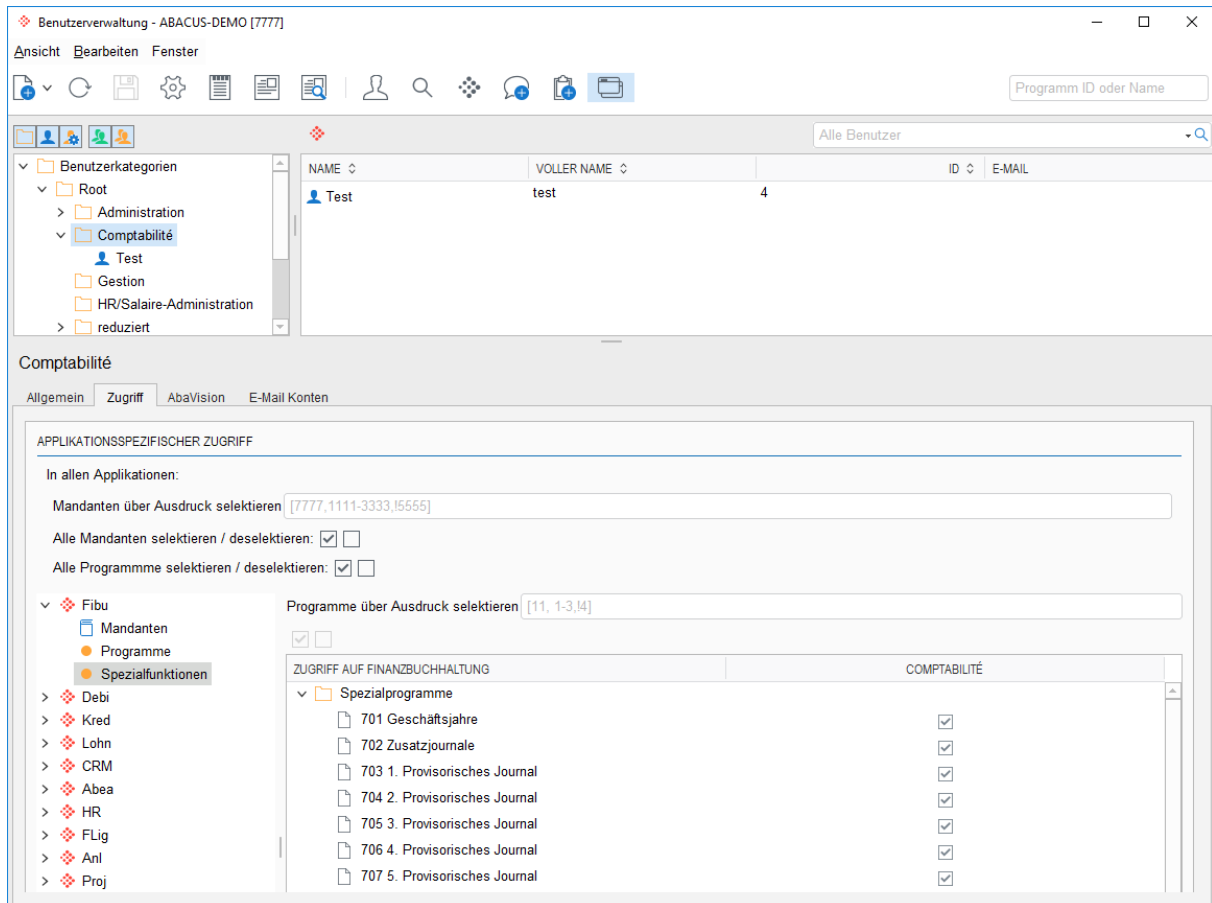 Benutzerverwaltung - ABACUS-DEMO [7777]
Ansicht Bearbeiten Fenster
Programm ID oder Name
Alle Benutzer
Benutzerkategorien
Root
Administration
Comptabilité
Test
Gestion
HR/Salaire-Administration
reduziert
NAME VOLLER NAME ID E-MAIL
Test test 4
Comptabilité
Allgemein Zugriff AbaVision E-Mail Konten
APPLIKATIONSSPEZIFISCHER ZUGRIFF
In allen Applikationen:
Mandanten über Ausdruck selektieren [7777,1111-3333,!5555]
Alle Mandanten selektieren / deselektieren:
Alle Programmme selektieren / deselektieren:
Fibu
Mandanten
Programme
Spezialfunktionen
Debi
Kred
Lohn
CRM
Abea
HR
FLig
Anl
Proj
Programme über Ausdruck selektieren [11, 1-3,!4]
ZUGRIFF AUF FINANZBUCHHALTUNG COMPTABILITÉ
Spezialprogramme
701 Geschäftsjahre
702 Zusatzjournale
703 1. Provisorisches Journal
704 2. Provisorisches Journal
705 3. Provisorisches Journal
706 4. Provisorisches Journal
707 5. Provisorisches Journal